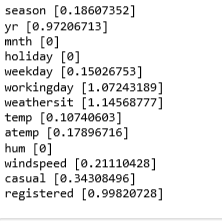 season [0.18607352]
yr [0.97206713]
mnth [0]
holiday [0]
weekday [0.15026753]
workingday [1.07243189]
weathersit [1.14568777]
temp [0.10740603]
atemp [0.17896716]
hum [0]
windspeed [0.21110428]
casual [0.34308496]
registered [0.99820728]